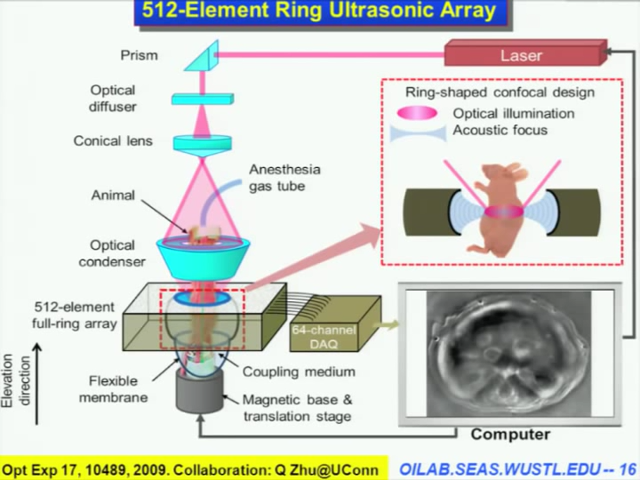 512-Element Ring Ultrasonic Array
Prism
Laser
Optical
diffuser
Ring-shaped confocal design
Optical illumination
Acoustic focus
Conical lens
Anesthesia
gas tube
Animal
Optical
condenser
512-element
full-ring array
64-channel
DAQ
Elevation
direction
Flexible
membrane
Coupling medium
Magnetic base &
translation stage
Computer
Opt Exp 17, 10489, 2009. Collaboration: Q Zhu@UConn
OILAB.SEAS.WUSTL.EDU -- 16